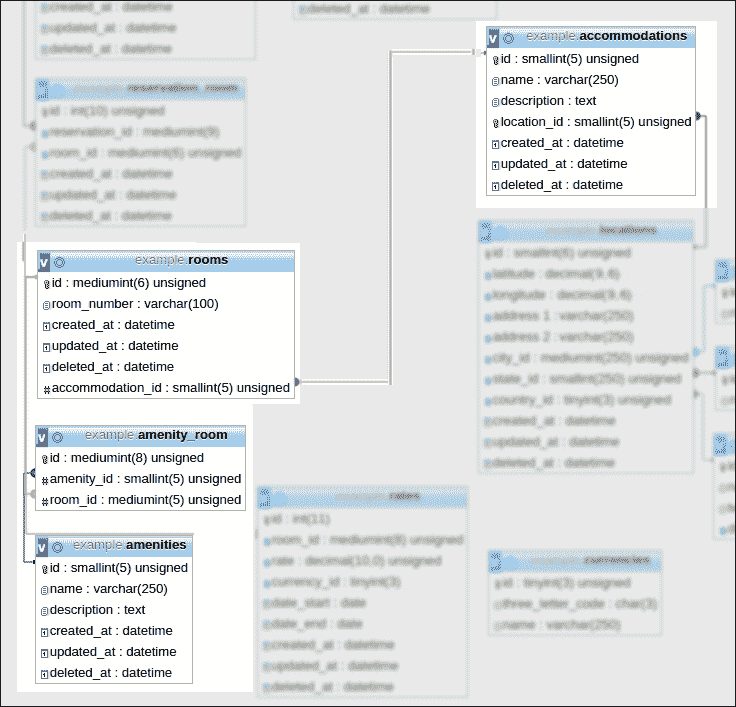 created_at : datetime
updated_at : datetime
deleted_at : datetime
deleted_at : datetime
example.accommodations
id : smallint(5) unsigned
name : varchar(250)
description : text
location_id : smallint(5) unsigned
created_at : datetime
updated_at : datetime
deleted_at : datetime
id : int(10) unsigned
reservation_id : mediumint(9)
room_id : mediumint(6) unsigned
created_at : datetime
updated_at : datetime
deleted_at : datetime
id : smallint(6) unsigned
latitude : decimal(9,6)
longitude : decimal(9,6)
address 1 : varchar(250)
address 2 : varchar(250)
city_id : mediumint(250) unsigned
state_id : smallint(250) unsigned
country_id : tinyint(3) unsigned
created_at : datetime
updated_at : datetime
deleted_at : datetime
example.rooms
id : mediumint(6) unsigned
room_number : varchar(100)
created_at : datetime
updated_at : datetime
deleted_at : datetime
accommodation_id : smallint(5) unsigned
example.amenity_room
id : mediumint(8) unsigned
amenity_id : smallint(5) unsigned
room_id : mediumint(5) unsigned
example.amenities
id : smallint(5) unsigned
name : varchar(250)
description : text
created_at : datetime
updated_at : datetime
deleted_at : datetime
id : int(11)
room_id : mediumint(6) unsigned
rate : decimal(10,0) unsigned
currency_id : tinyint(3)
date_start : date
date_end : date
created_at : datetime
updated_at : datetime
deleted_at : datetime
id : tinyint(3) unsigned
three_letter_code : char(3)
name : varchar(250)